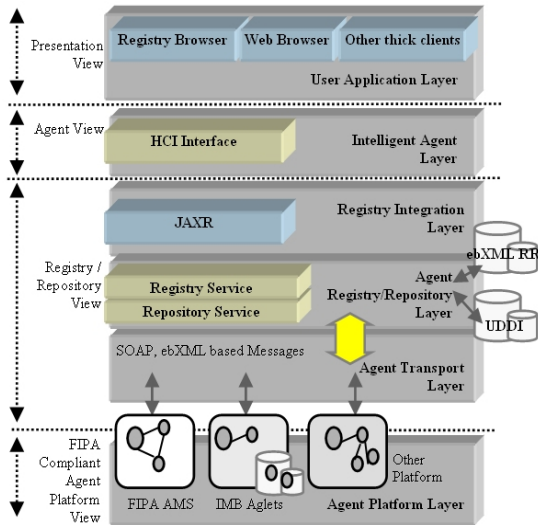 Presentation
View
Registry Browser
Web Browser
Other thick clients
User Application Layer
Agent View
HCI Interface
Intelligent Agent
Layer
Registry Integration
Layer
JAXR
Registry /
Repository
View
Registry Service
Repository Service
Agent
Registry/Repository
Layer
ebXML RR
UDDI
SOAP, ebXML based Messages
Agent Transport
Layer
FIPA
Compliant
Agent
Platform
View
FIPA AMS
IMB Aglets
Other
Platform
Agent Platform Layer